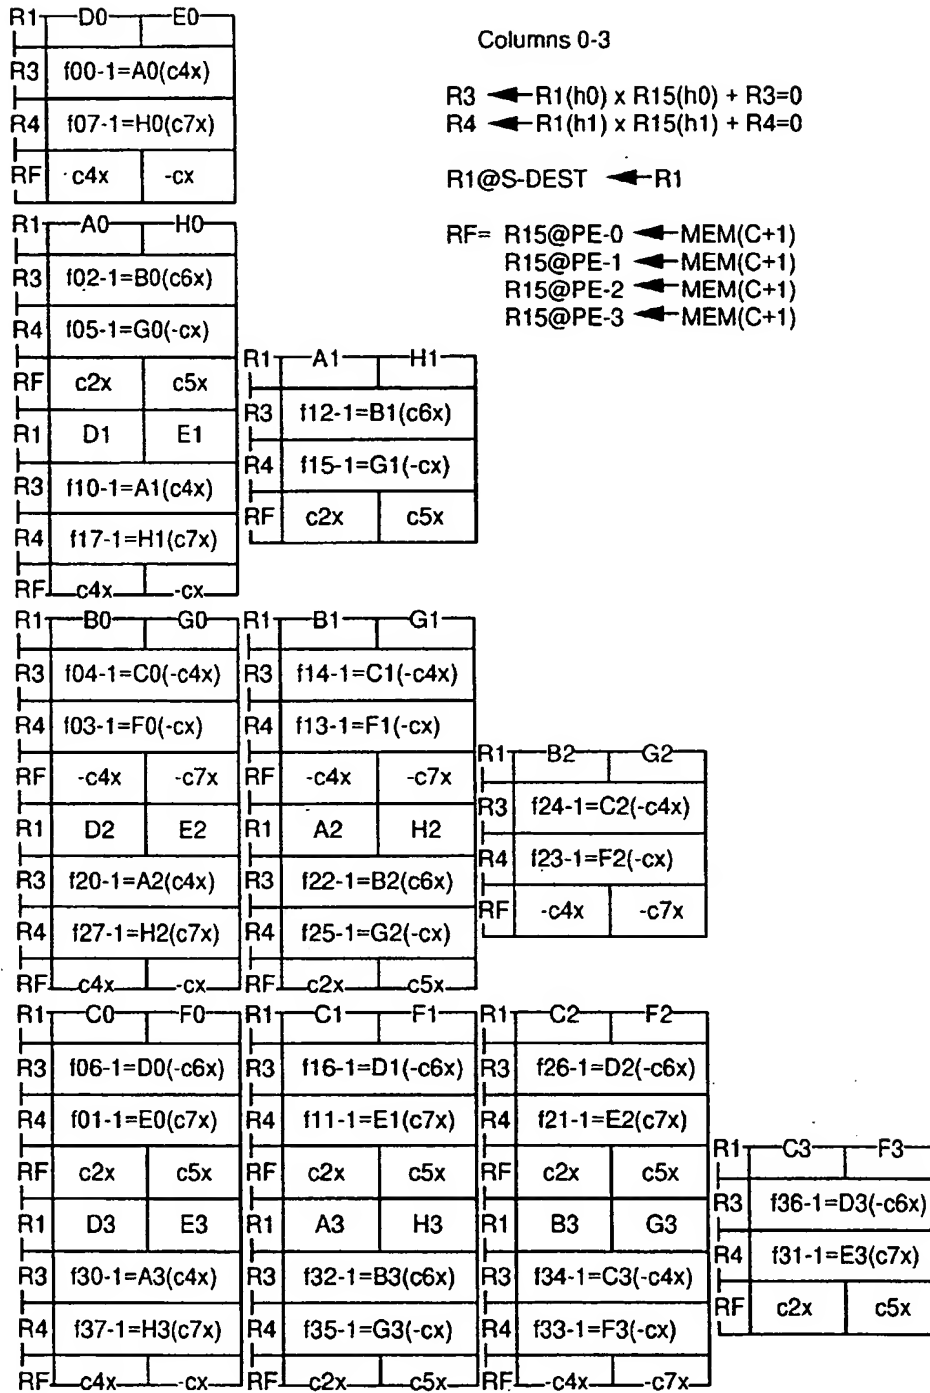 Columns 0-3
R3 ◄ R1(h0) x R15(h0) + R3=0
R4 ◄ R1(h1) x R15(h1) + R4=0
R1@S-DEST ◄ R1
RF= R15@PE-0 ◄ MEM(C+1)
R15@PE-1 ◄ MEM(C+1)
R15@PE-2 ◄ MEM(C+1)
R15@PE-3 ◄ MEM(C+1)
R1 D0 E0
R3 f00-1=A0(c4x)
R4 f07-1=H0(c7x)
RF c4x -cx
R1 A0 H0
R3 f02-1=B0(c6x)
R4 f05-1=G0(-cx)
RF c2x c5x
R1 D1 E1
R3 f10-1=A1(c4x)
R4 f17-1=H1(c7x)
RF c4x -cx
R1 A1 H1
R3 f12-1=B1(c6x)
R4 f15-1=G1(-cx)
RF c2x c5x
R1 B0 G0
R3 f04-1=C0(-c4x)
R4 f03-1=F0(-cx)
RF -c4x -c7x
R1 D2 E2
R3 f20-1=A2(c4x)
R4 f27-1=H2(c7x)
RF c4x -cx
R1 B1 G1
R3 f14-1=C1(-c4x)
R4 f13-1=F1(-cx)
RF -c4x -c7x
R1 A2 H2
R3 f22-1=B2(c6x)
R4 f25-1=G2(-cx)
RF c2x c5x
R1 B2 G2
R3 f24-1=C2(-c4x)
R4 f23-1=F2(-cx)
RF -c4x -c7x
R1 C0 F0
R3 f06-1=D0(-c6x)
R4 f01-1=E0(c7x)
RF c2x c5x
R1 D3 E3
R3 f30-1=A3(c4x)
R4 f37-1=H3(c7x)
RF c4x -cx
R1 C1 F1
R3 f16-1=D1(-c6x)
R4 f11-1=E1(c7x)
RF c2x c5x
R1 A3 H3
R3 f32-1=B3(c6x)
R4 f35-1=G3(-cx)
RF c2x c5x
R1 C2 F2
R3 f26-1=D2(-c6x)
R4 f21-1=E2(c7x)
RF c2x c5x
R1 B3 G3
R3 f34-1=C3(-c4x)
R4 f33-1=F3(-cx)
RF -c4x -c7x
R1 C3 F3
R3 f36-1=D3(-c6x)
R4 f31-1=E3(c7x)
RF c2x c5x